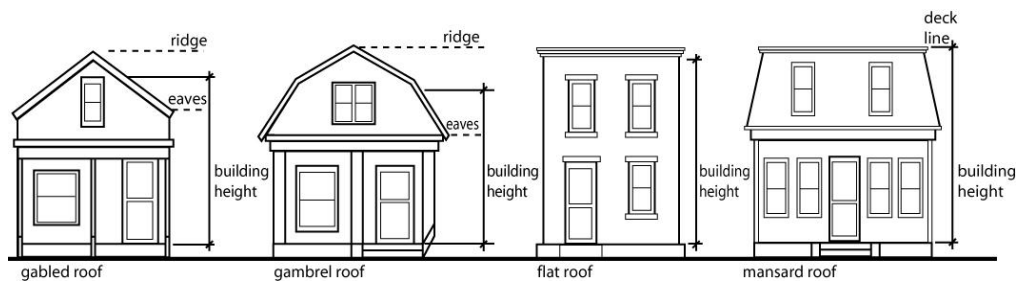 ridge
eaves
building
height
gabled roof
ridge
eaves
building
height
gambrel roof
building
height
flat roof
deck
line
building
height
mansard roof